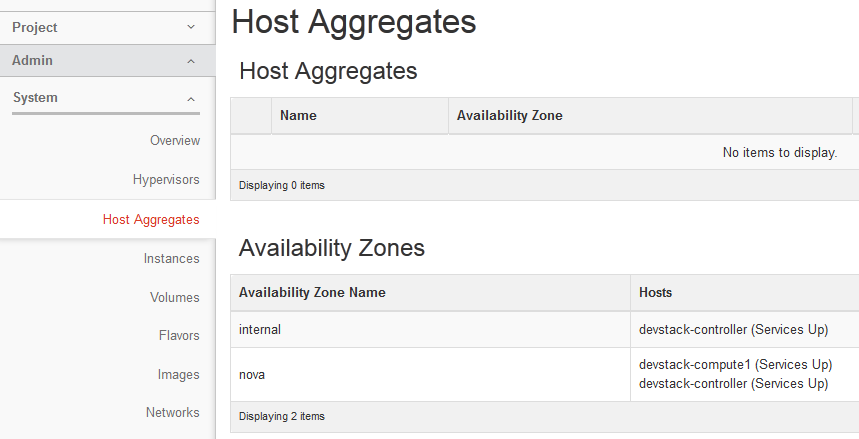 Project
Admin
System
Overview
Hypervisors
Host Aggregates
Instances
Volumes
Flavors
Images
Networks
Host Aggregates
Host Aggregates
Name Availability Zone
No items to display.
Displaying 0 items
Availability Zones
Availability Zone Name Hosts
internal devstack-controller (Services Up)
nova devstack-compute1 (Services Up)
devstack-controller (Services Up)
Displaying 2 items